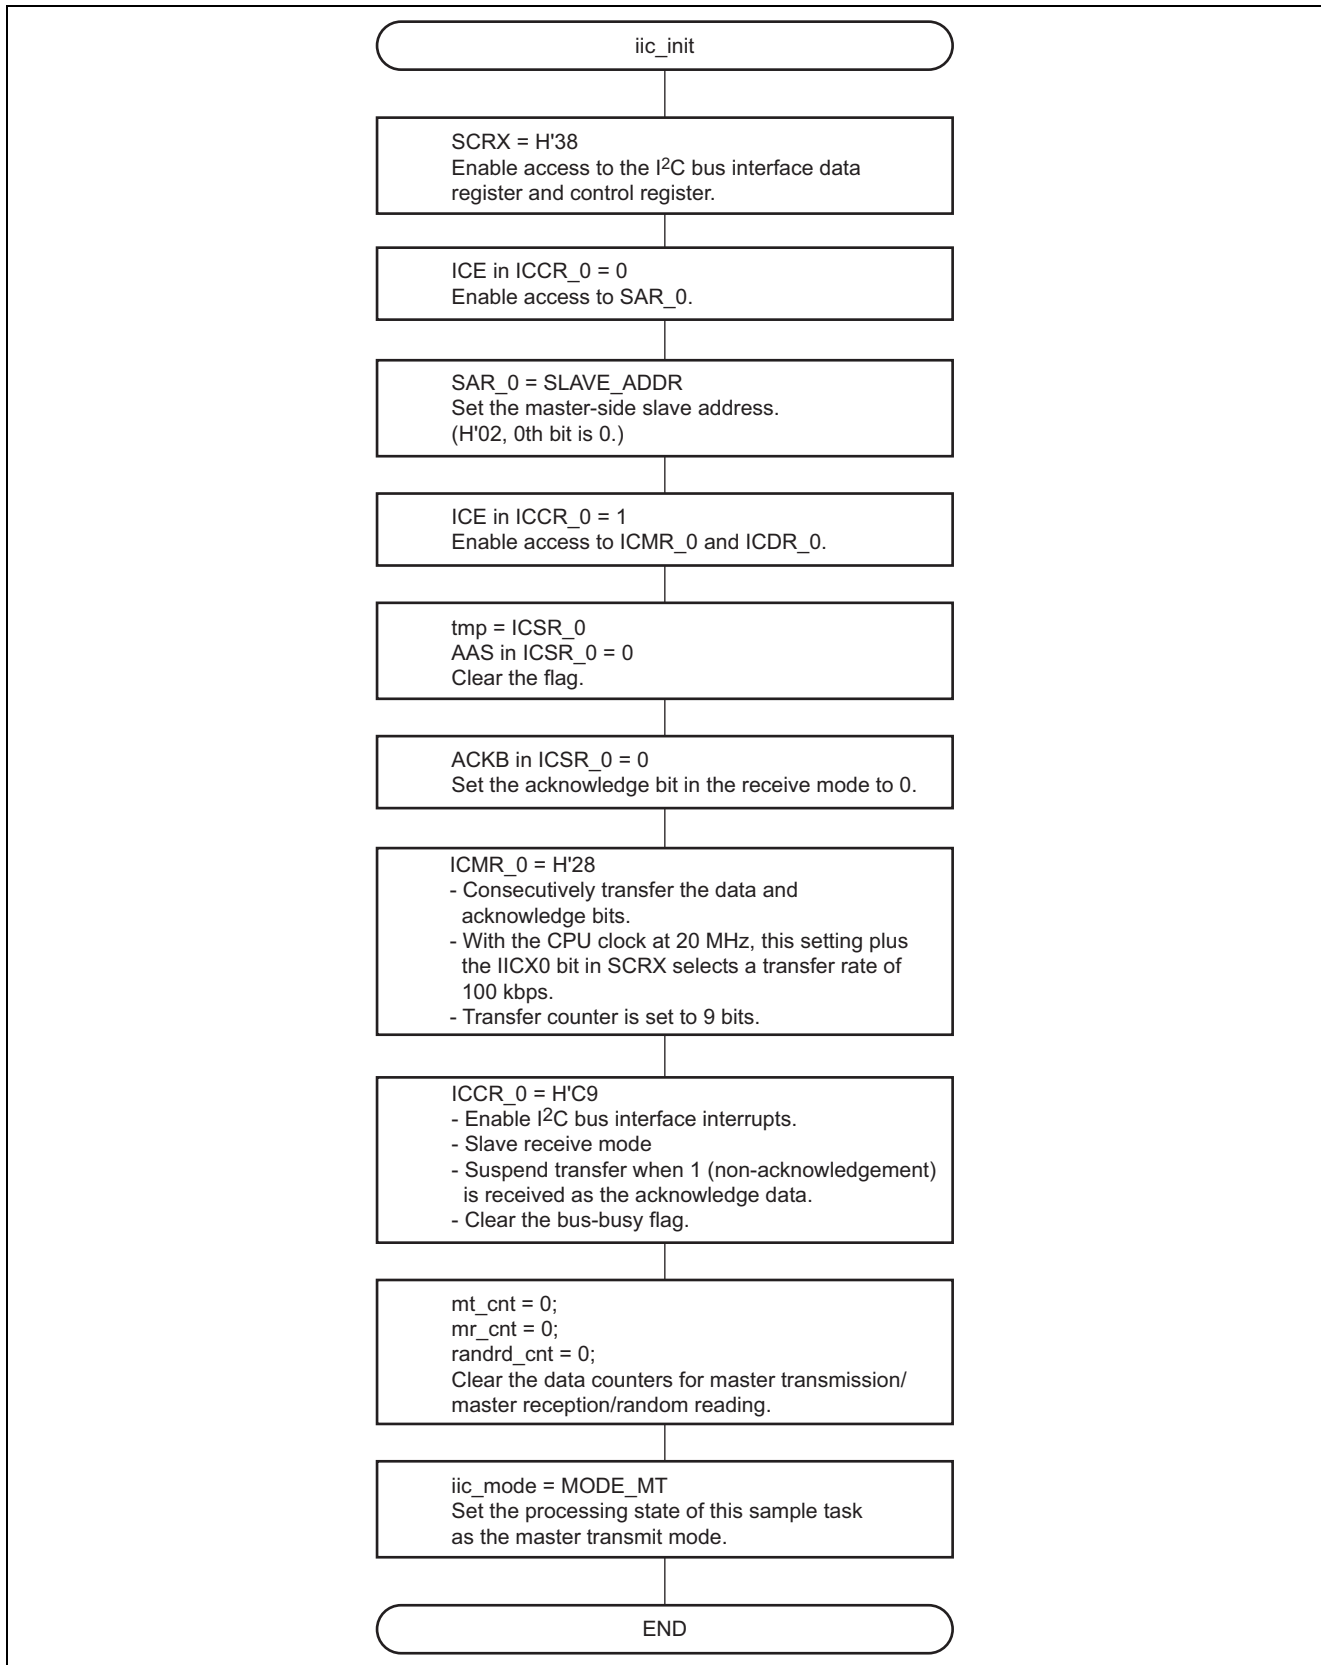 iic_init
SCRX = H'38
Enable access to the I2C bus interface data
register and control register.
ICE in ICCR_0 = 0
Enable access to SAR_0.
SAR_0 = SLAVE_ADDR
Set the master-side slave address.
(H'02, 0th bit is 0.)
ICE in ICCR_0 = 1
Enable access to ICMR_0 and ICDR_0.
tmp = ICSR_0
AAS in ICSR_0 = 0
Clear the flag.
ACKB in ICSR_0 = 0
Set the acknowledge bit in the receive mode to 0.
ICMR_0 = H'28
- Consecutively transfer the data and
acknowledge bits.
- With the CPU clock at 20 MHz, this setting plus
the IICX0 bit in SCRX selects a transfer rate of
100 kbps.
- Transfer counter is set to 9 bits.
ICCR_0 = H'C9
- Enable I2C bus interface interrupts.
- Slave receive mode
- Suspend transfer when 1 (non-acknowledgement)
is received as the acknowledge data.
- Clear the bus-busy flag.
mt_cnt = 0;
mr_cnt = 0;
randrd_cnt = 0;
Clear the data counters for master transmission/
master reception/random reading.
iic_mode = MODE_MT
Set the processing state of this sample task
as the master transmit mode.
END